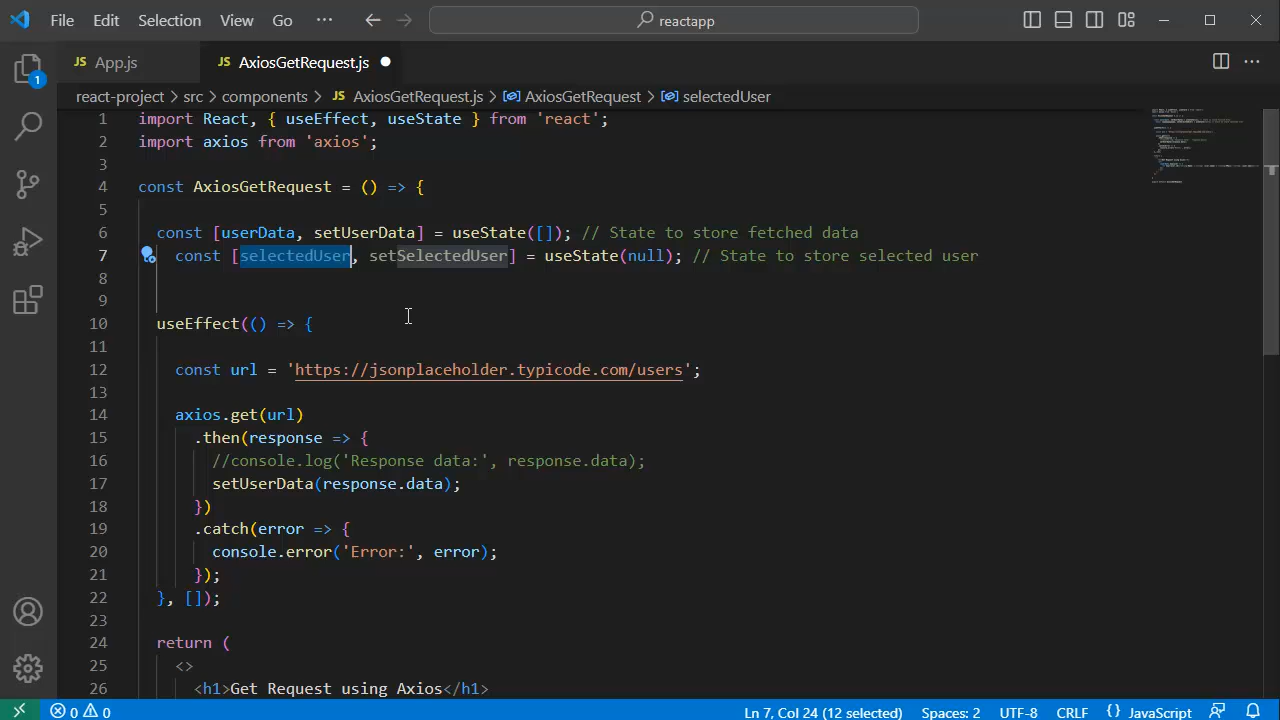 File Edit Selection View Go ··· reactapp
JS App.js JS AxiosGetRequest.js
react-project > src > components > JS AxiosGetRequest.js > AxiosGetRequest > selectedUser
1 import React, { useEffect, useState } from 'react';
2 import axios from 'axios';
3
4 const AxiosGetRequest = () => {
5
6 const [userData, setUserData] = useState([]); // State to store fetched data
7 const [selectedUser, setSelectedUser] = useState(null); // State to store selected user
8
9
10 useEffect(() => {
11
12 const url = 'https://jsonplaceholder.typicode.com/users';
13
14 axios.get(url)
15 .then(response => {
16 //console.log('Response data:', response.data);
17 setUserData(response.data);
18 })
19 .catch(error => {
20 console.error('Error:', error);
21 });
22 }, []);
23
24 return (
25 <>
26 <h1>Get Request using Axios</h1>
1
0 0 Ln 7, Col 24 (12 selected) Spaces: 2 UTF-8 CRLF {} JavaScript